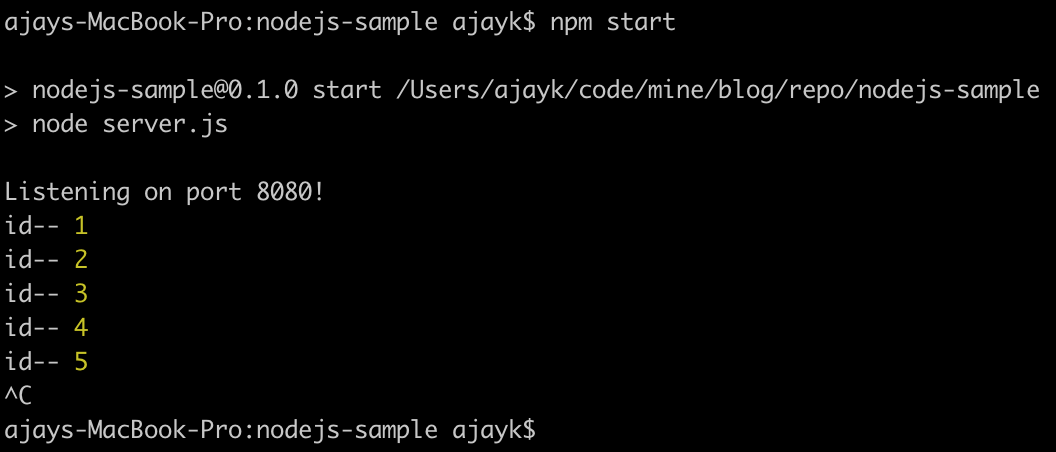 ajays-MacBook-Pro:nodejs-sample ajayk$ npm start
> nodejs-sample@0.1.0 start /Users/ajayk/code/mine/blog/repo/nodejs-sample
> node server.js
Listening on port 8080!
id-- 1
id-- 2
id-- 3
id-- 4
id-- 5
^C
ajays-MacBook-Pro:nodejs-sample ajayk$